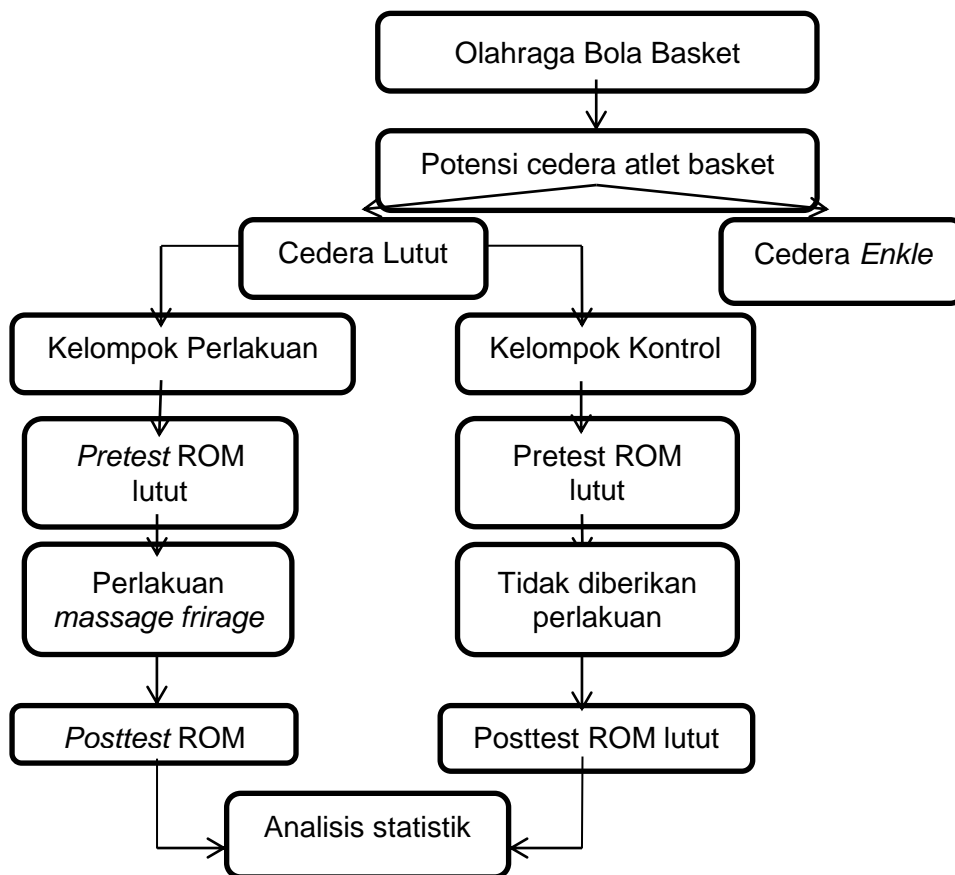 Olahraga Bola Basket
Potensi cedera atlet basket
Cedera Lutut
Cedera Enkle
Kelompok Perlakuan
Kelompok Kontrol
Pretest ROM
lutut
Pretest ROM
lutut
Perlakuan
massage frirage
Tidak diberikan
perlakuan
Posttest ROM
Posttest ROM lutut
Analisis statistik